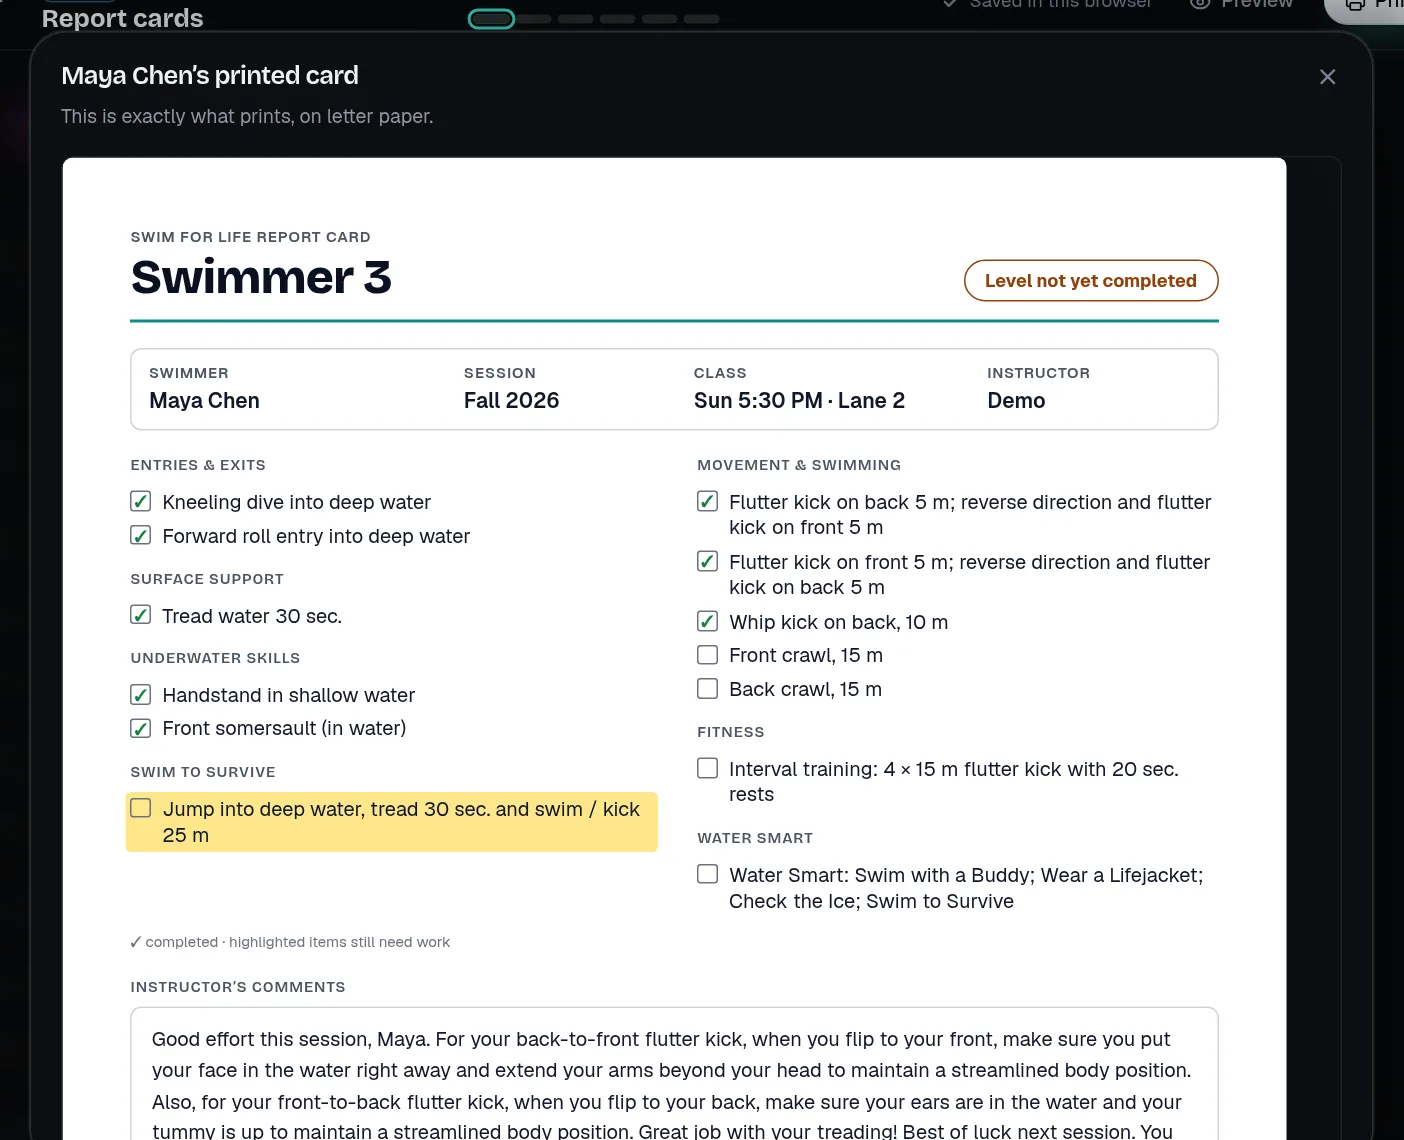 Report cards
Saved in this browser
Preview
Maya Chen’s printed card
This is exactly what prints, on letter paper.
SWIM FOR LIFE REPORT CARD
Swimmer 3
Level not yet completed
SWIMMER
Maya Chen
SESSION
Fall 2026
CLASS
Sun 5:30 PM · Lane 2
INSTRUCTOR
Demo
ENTRIES & EXITS
✓ Kneeling dive into deep water
✓ Forward roll entry into deep water
SURFACE SUPPORT
✓ Tread water 30 sec.
UNDERWATER SKILLS
✓ Handstand in shallow water
✓ Front somersault (in water)
SWIM TO SURVIVE
Jump into deep water, tread 30 sec. and swim / kick
25 m
MOVEMENT & SWIMMING
✓ Flutter kick on back 5 m; reverse direction and flutter
kick on front 5 m
✓ Flutter kick on front 5 m; reverse direction and flutter
kick on back 5 m
✓ Whip kick on back, 10 m
Front crawl, 15 m
Back crawl, 15 m
FITNESS
Interval training: 4 × 15 m flutter kick with 20 sec.
rests
WATER SMART
Water Smart: Swim with a Buddy; Wear a Lifejacket;
Check the Ice; Swim to Survive
✓ completed · highlighted items still need work
INSTRUCTOR’S COMMENTS
Good effort this session, Maya. For your back-to-front flutter kick, when you flip to your front, make sure you put
your face in the water right away and extend your arms beyond your head to maintain a streamlined body position.
Also, for your front-to-back flutter kick, when you flip to your back, make sure your ears are in the water and your
tummy is up to maintain a streamlined body position. Great job with your treading! Best of luck next session. You